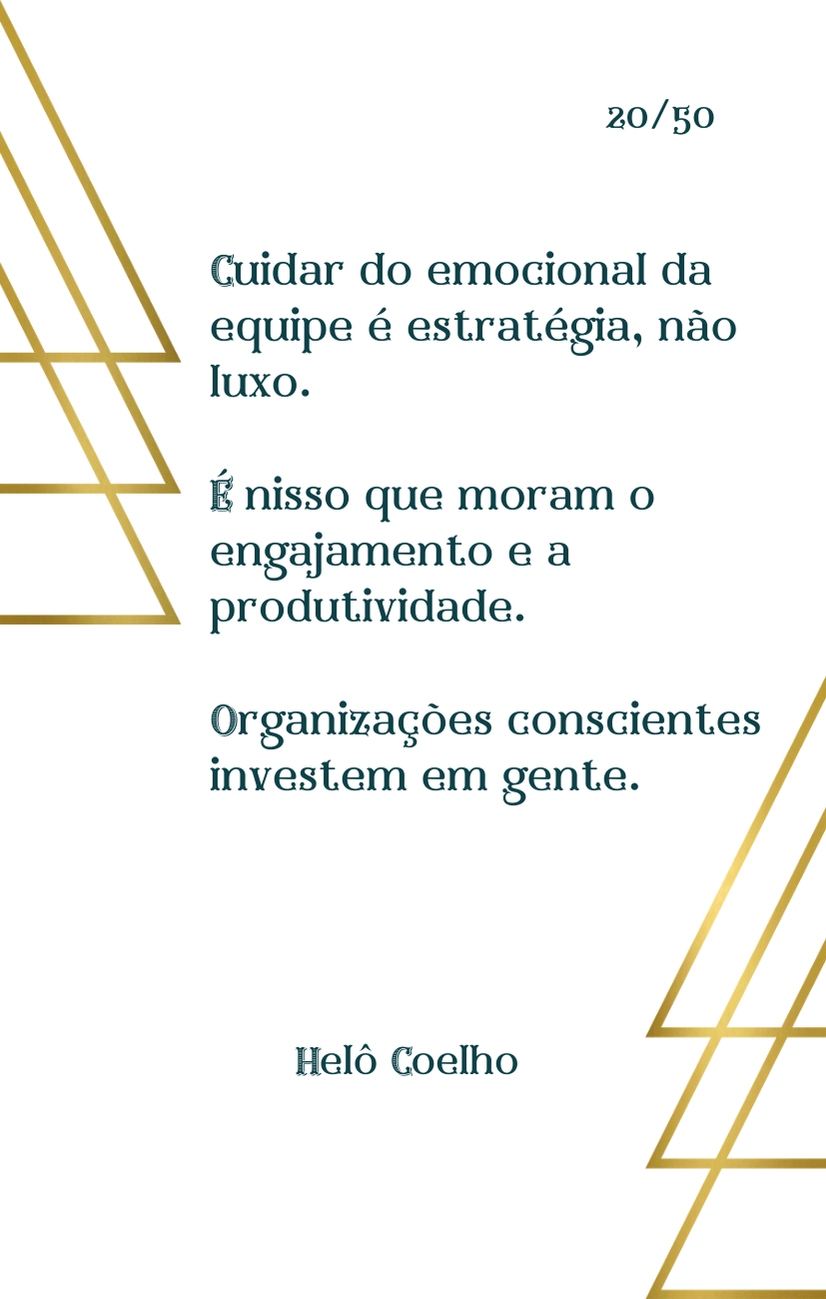 20/50
Cuidar do emocional da
equipe é estratégia, não
luxo.
É nisso que moram o
engajamento e a
produtividade.
Organizações conscientes
investem em gente.
Helô Coelho